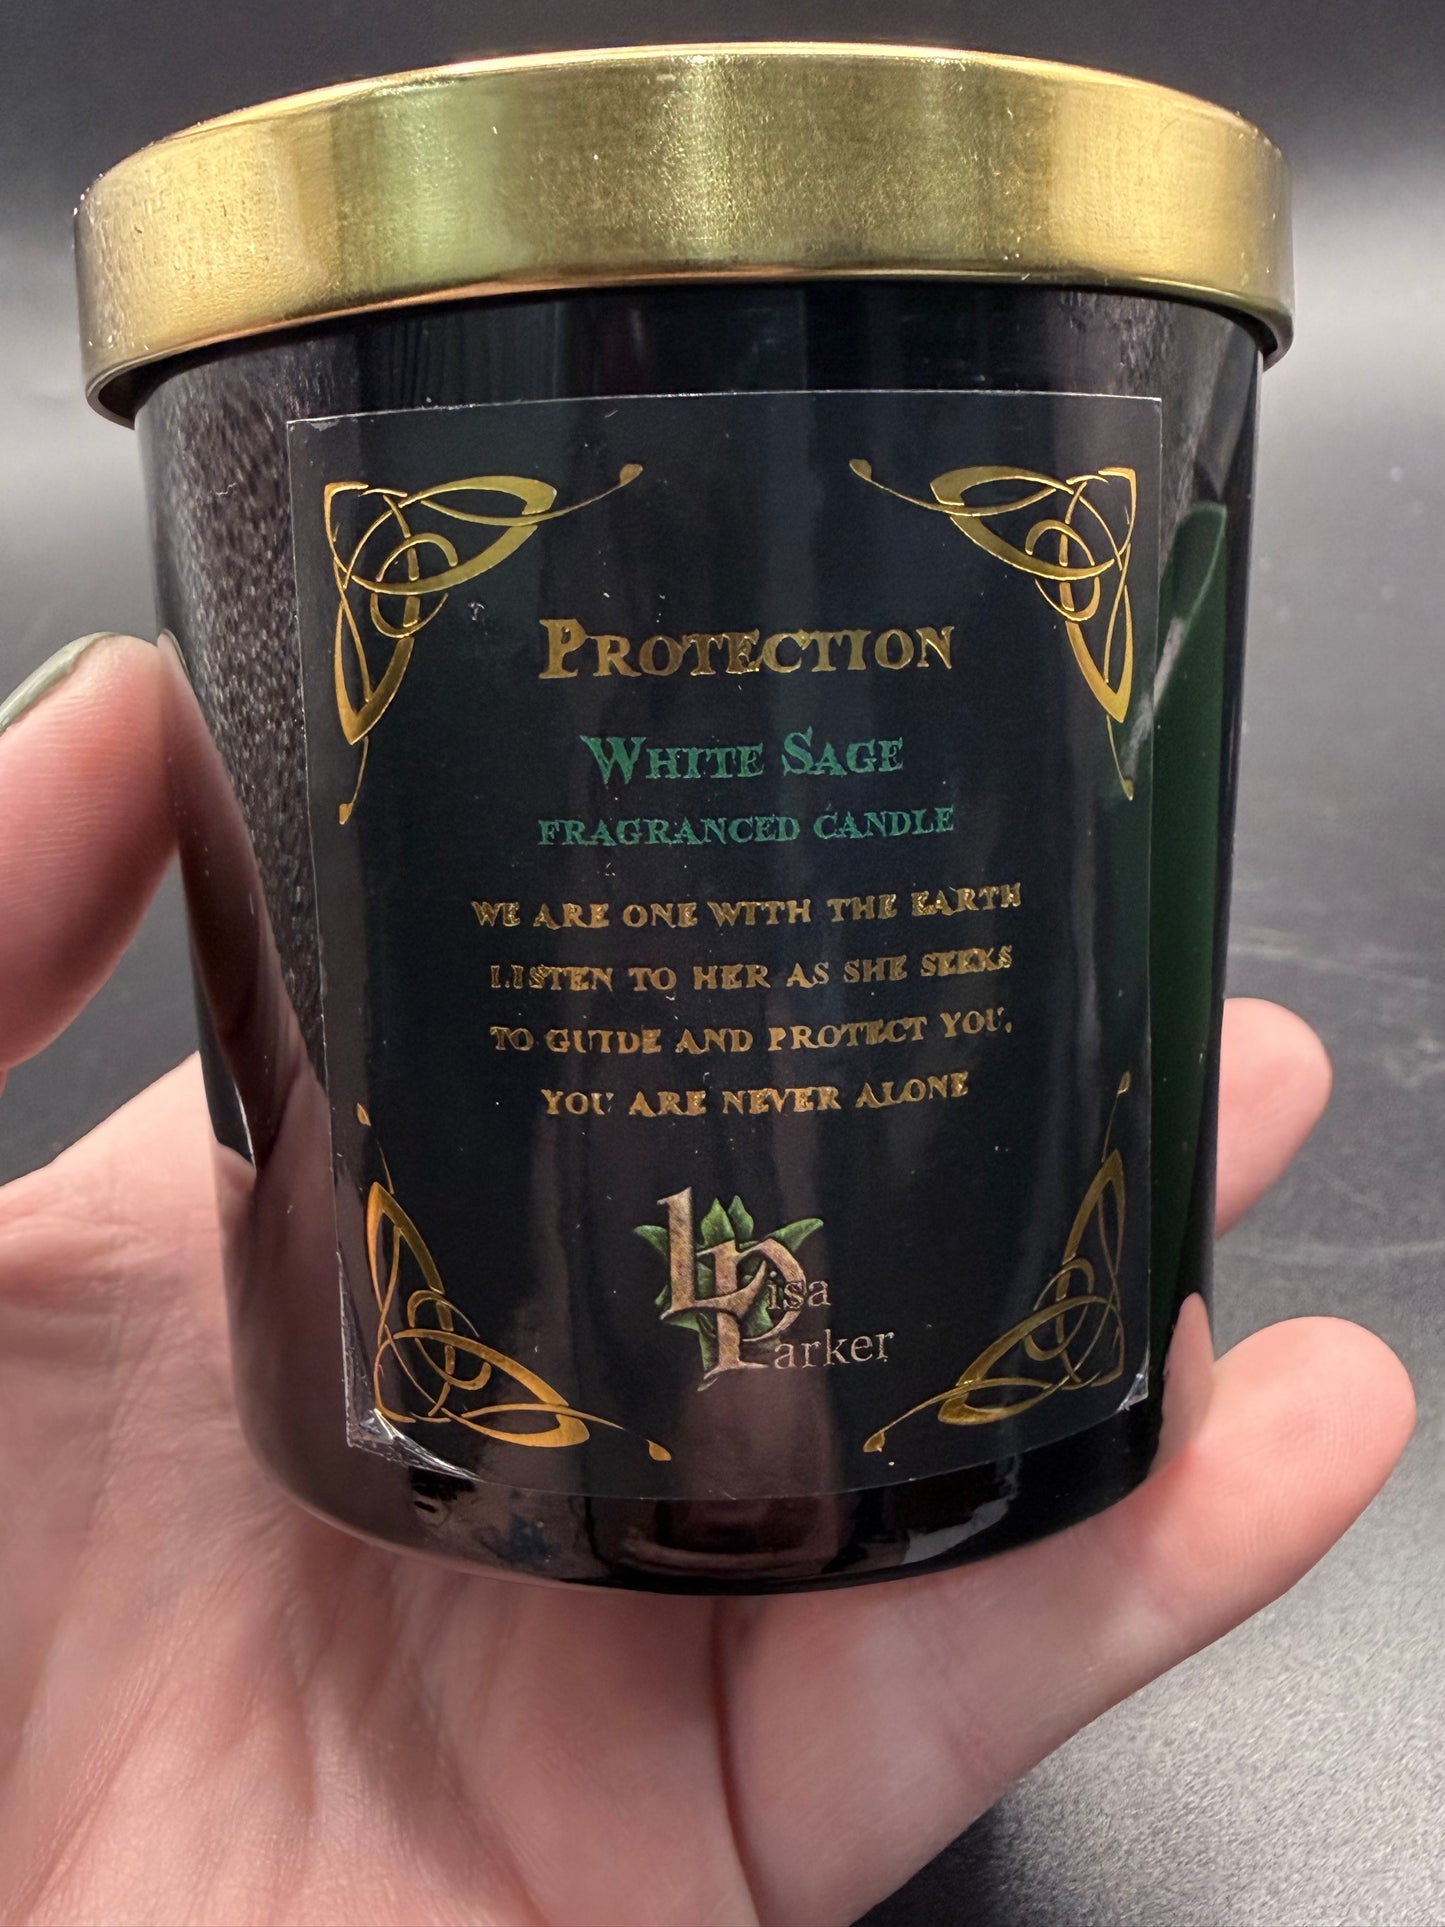 PROTECTION
WHITE SAGE
FRAGRANCED CANDLE
WE ARE ONE WITH THE EARTH
LISTEN TO HER AS SHE SEEKS
TO GUIDE AND PROTECT YOU,
YOU ARE NEVER ALONE
Lisa
Parker